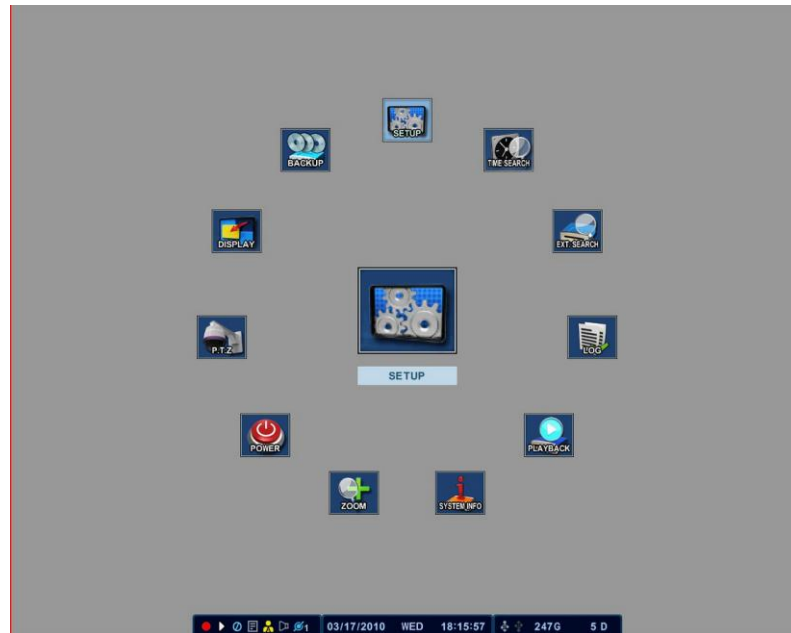 SETUP
BACKUP
TIME SEARCH
DISPLAY
EXT. SEARCH
P.T.Z
LOG
SETUP
POWER
PLAYBACK
ZOOM
SYSTEM INFO
1 03/17/2010 WED 18:15:57 247G 5 D